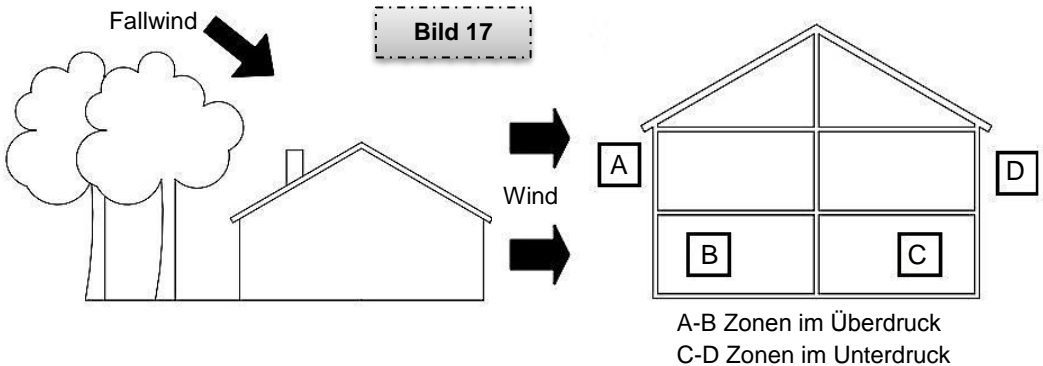 Fallwind
Bild 17
Wind
A
B
C
D
A-B Zonen im Überdruck
C-D Zonen im Unterdruck